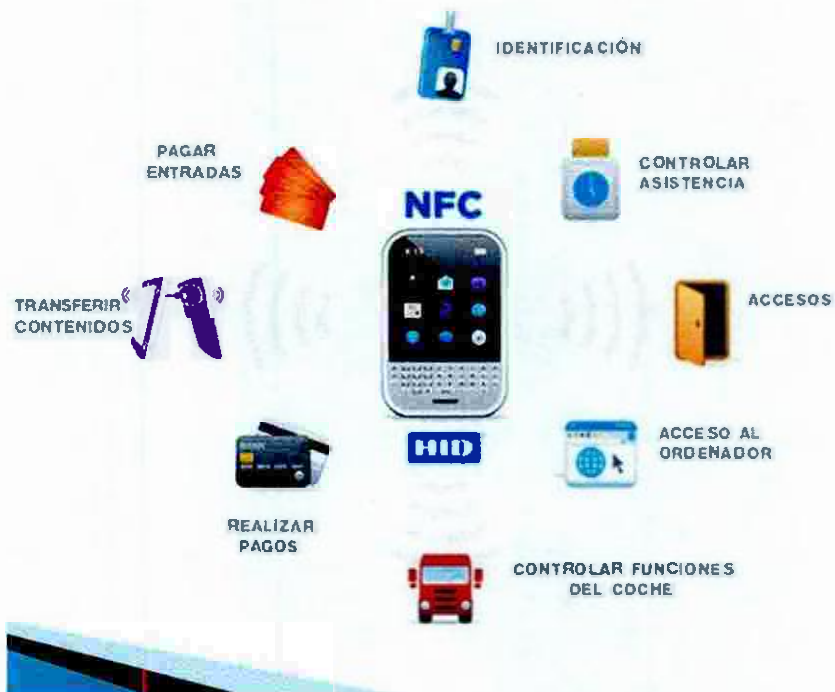 IDENTIFICACIÓN
PAGAR
ENTRADAS
CONTROLAR
ASISTENCIA
NFC
TRANSFERIR
CONTENIDOS
ACCESOS
HID
ACCESO AL
ORDENADOR
REALIZAR
PAGOS
CONTROLAR FUNCIONES
DEL COCHE